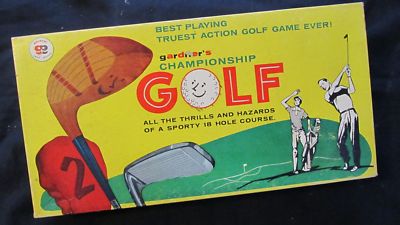 BEST PLAYING
TRUEST ACTION GOLF GAME EVER!
gardner's
CHAMPIONSHIP
GOLF
ALL THE THRILLS AND HAZARDS
OF A SPORTY 18 HOLE COURSE.
2